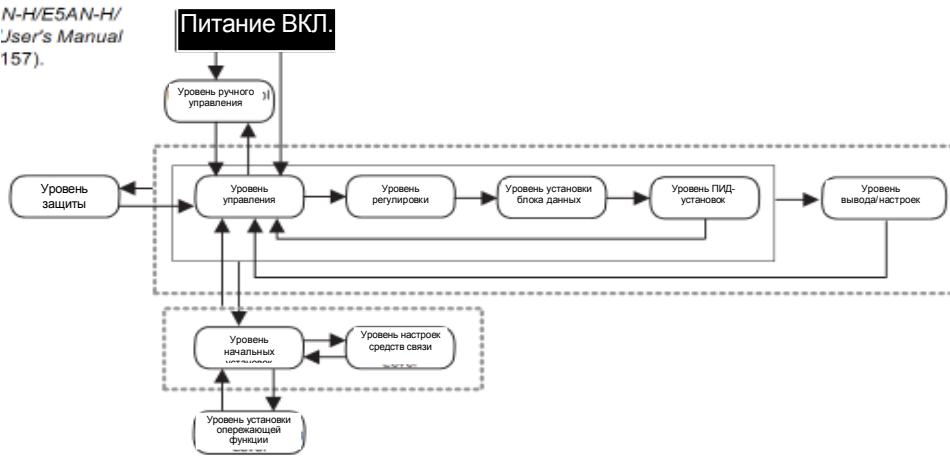 N-H/E5AN-H/
User's Manual
157).
Питание ВКЛ.
Уровень ручного
управления
Уровень
защиты
Уровень
управления
Уровень
регулировки
Уровень установки
блока данных
Уровень ПИД-
установок
Уровень
вывода/настроек
Уровень
начальных
установок
Уровень настроек
средств связи
Уровень установки
опережающей
функции